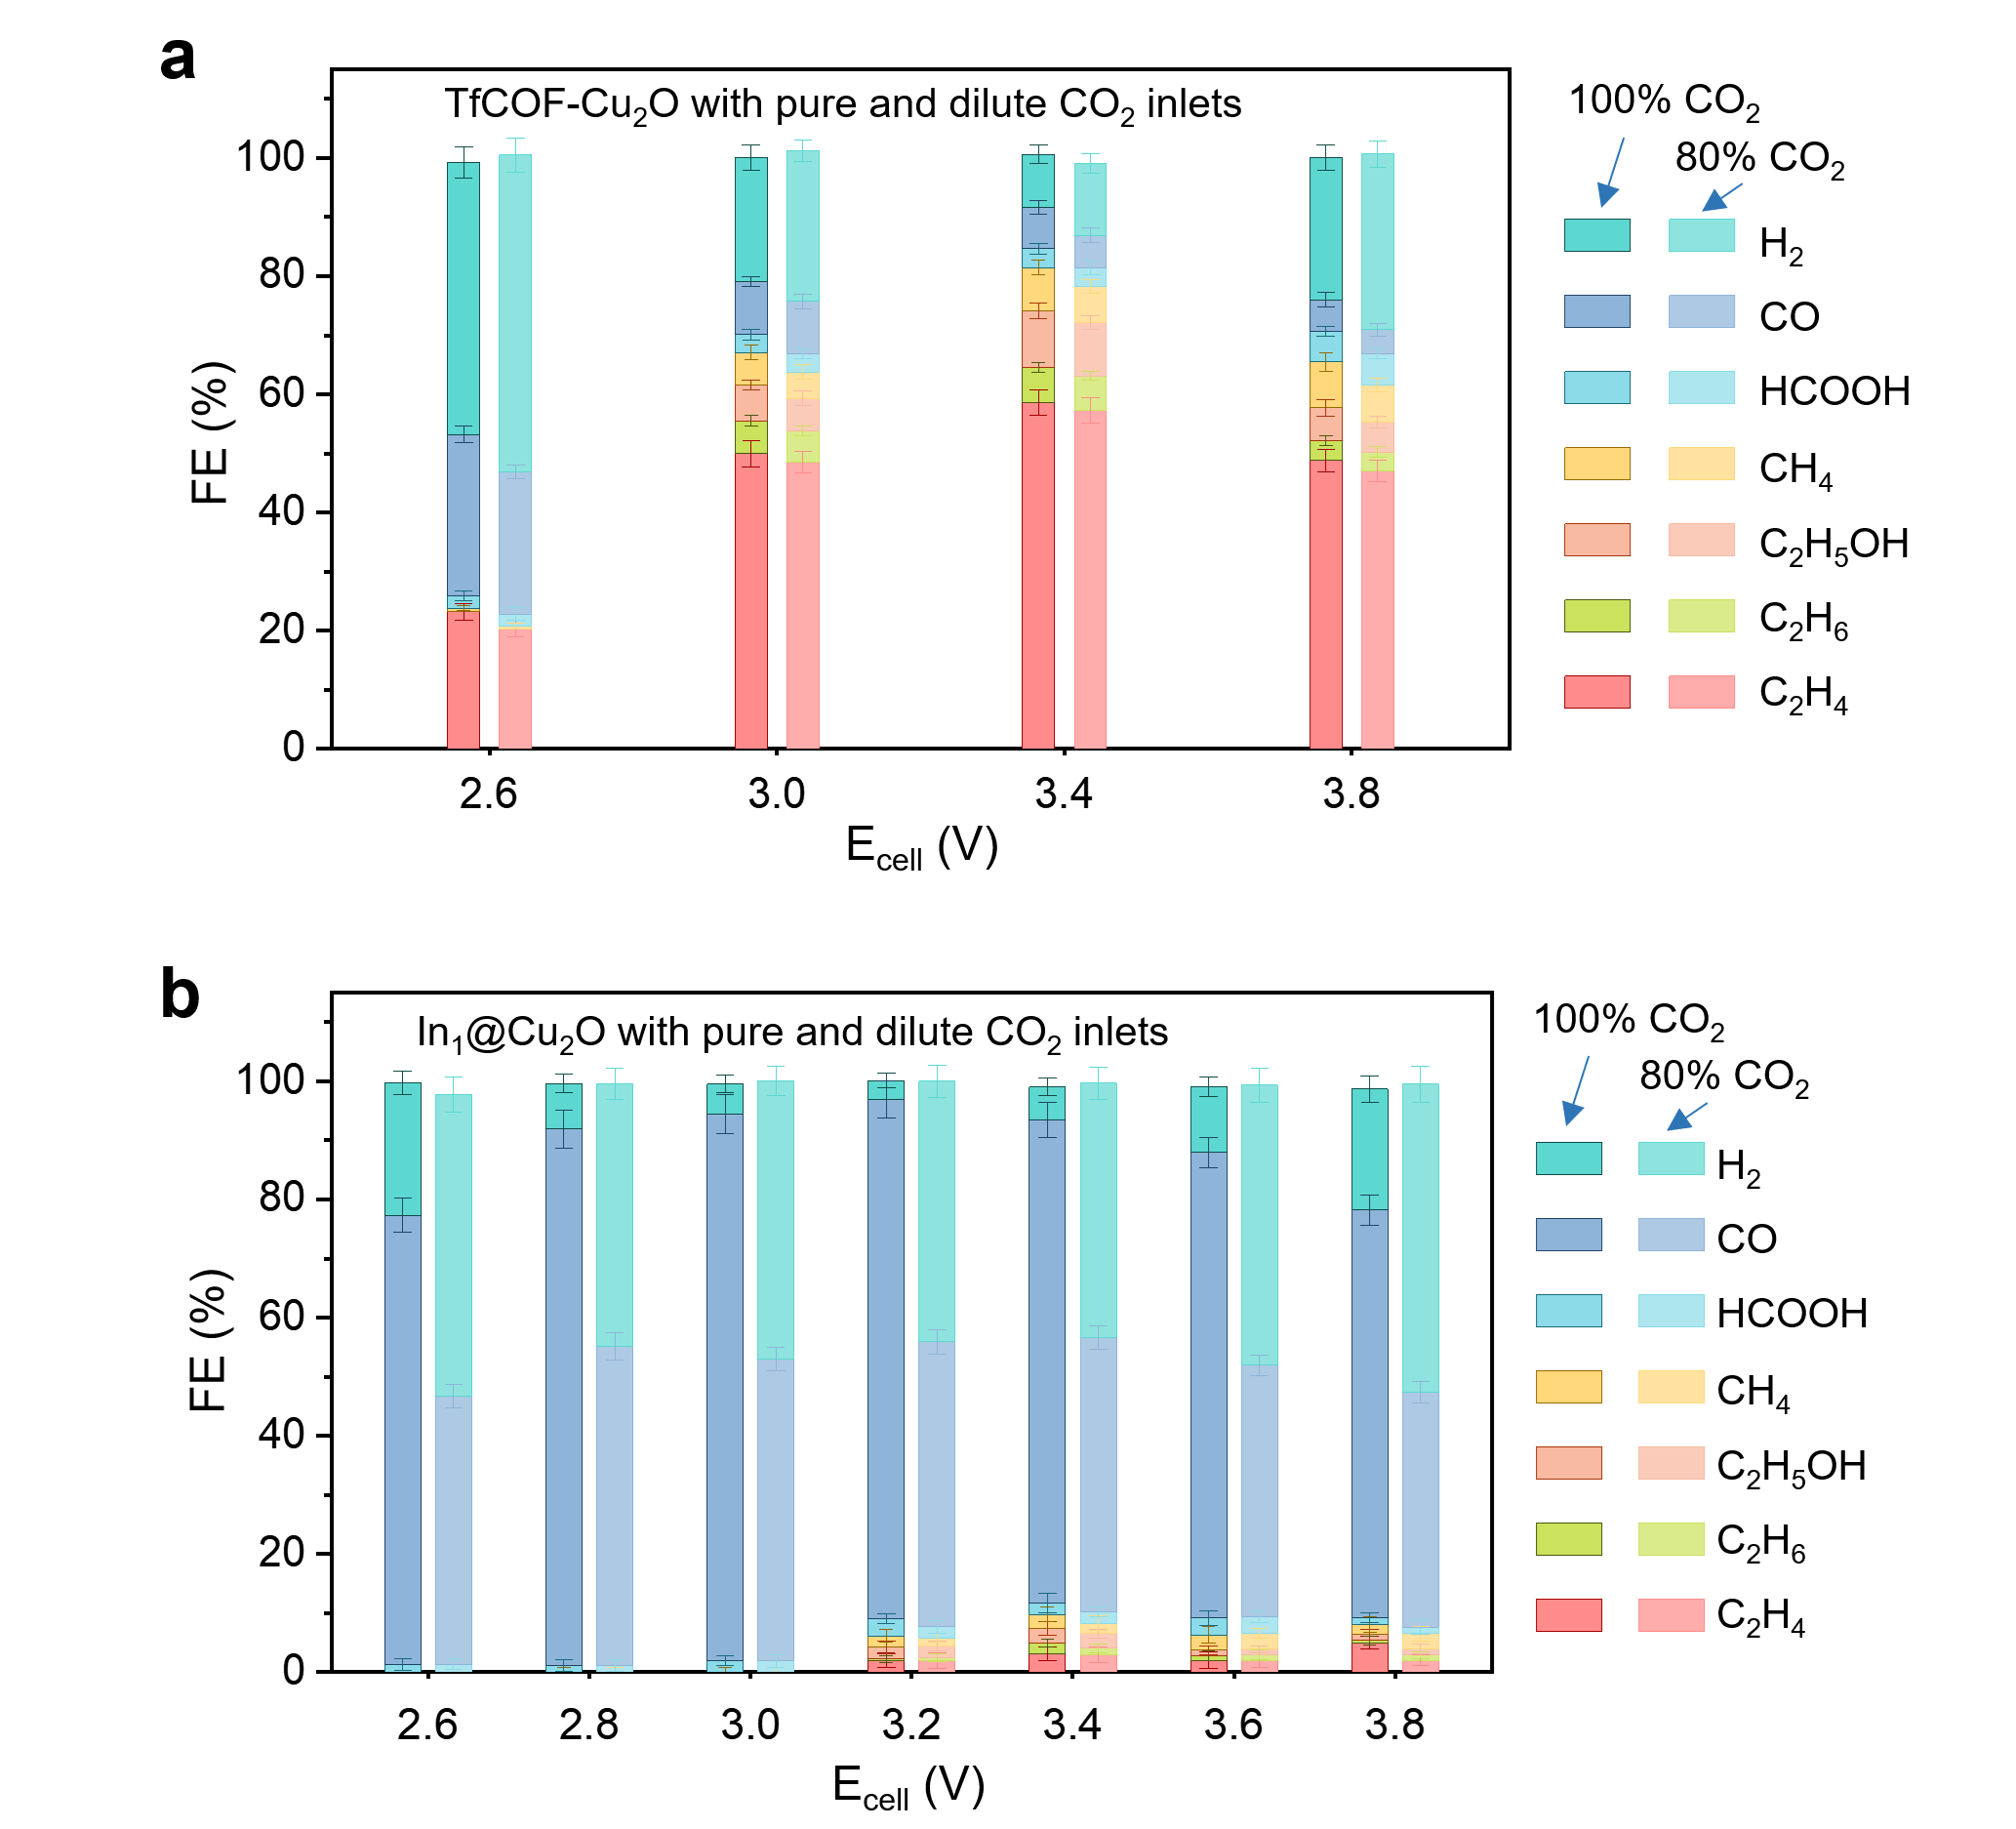 a
TfCOF-Cu₂O with pure and dilute CO₂ inlets
100% CO₂
80% CO₂
H₂
CO
HCOOH
CH₄
C₂H₅OH
C₂H₆
C₂H₄
FE (%)
100
80
60
40
20
0
2.6 3.0 3.4 3.8
E_cell (V)
b
In₁@Cu₂O with pure and dilute CO₂ inlets
100% CO₂
80% CO₂
H₂
CO
HCOOH
CH₄
C₂H₅OH
C₂H₆
C₂H₄
FE (%)
100
80
60
40
20
0
2.6 2.8 3.0 3.2 3.4 3.6 3.8
E_cell (V)